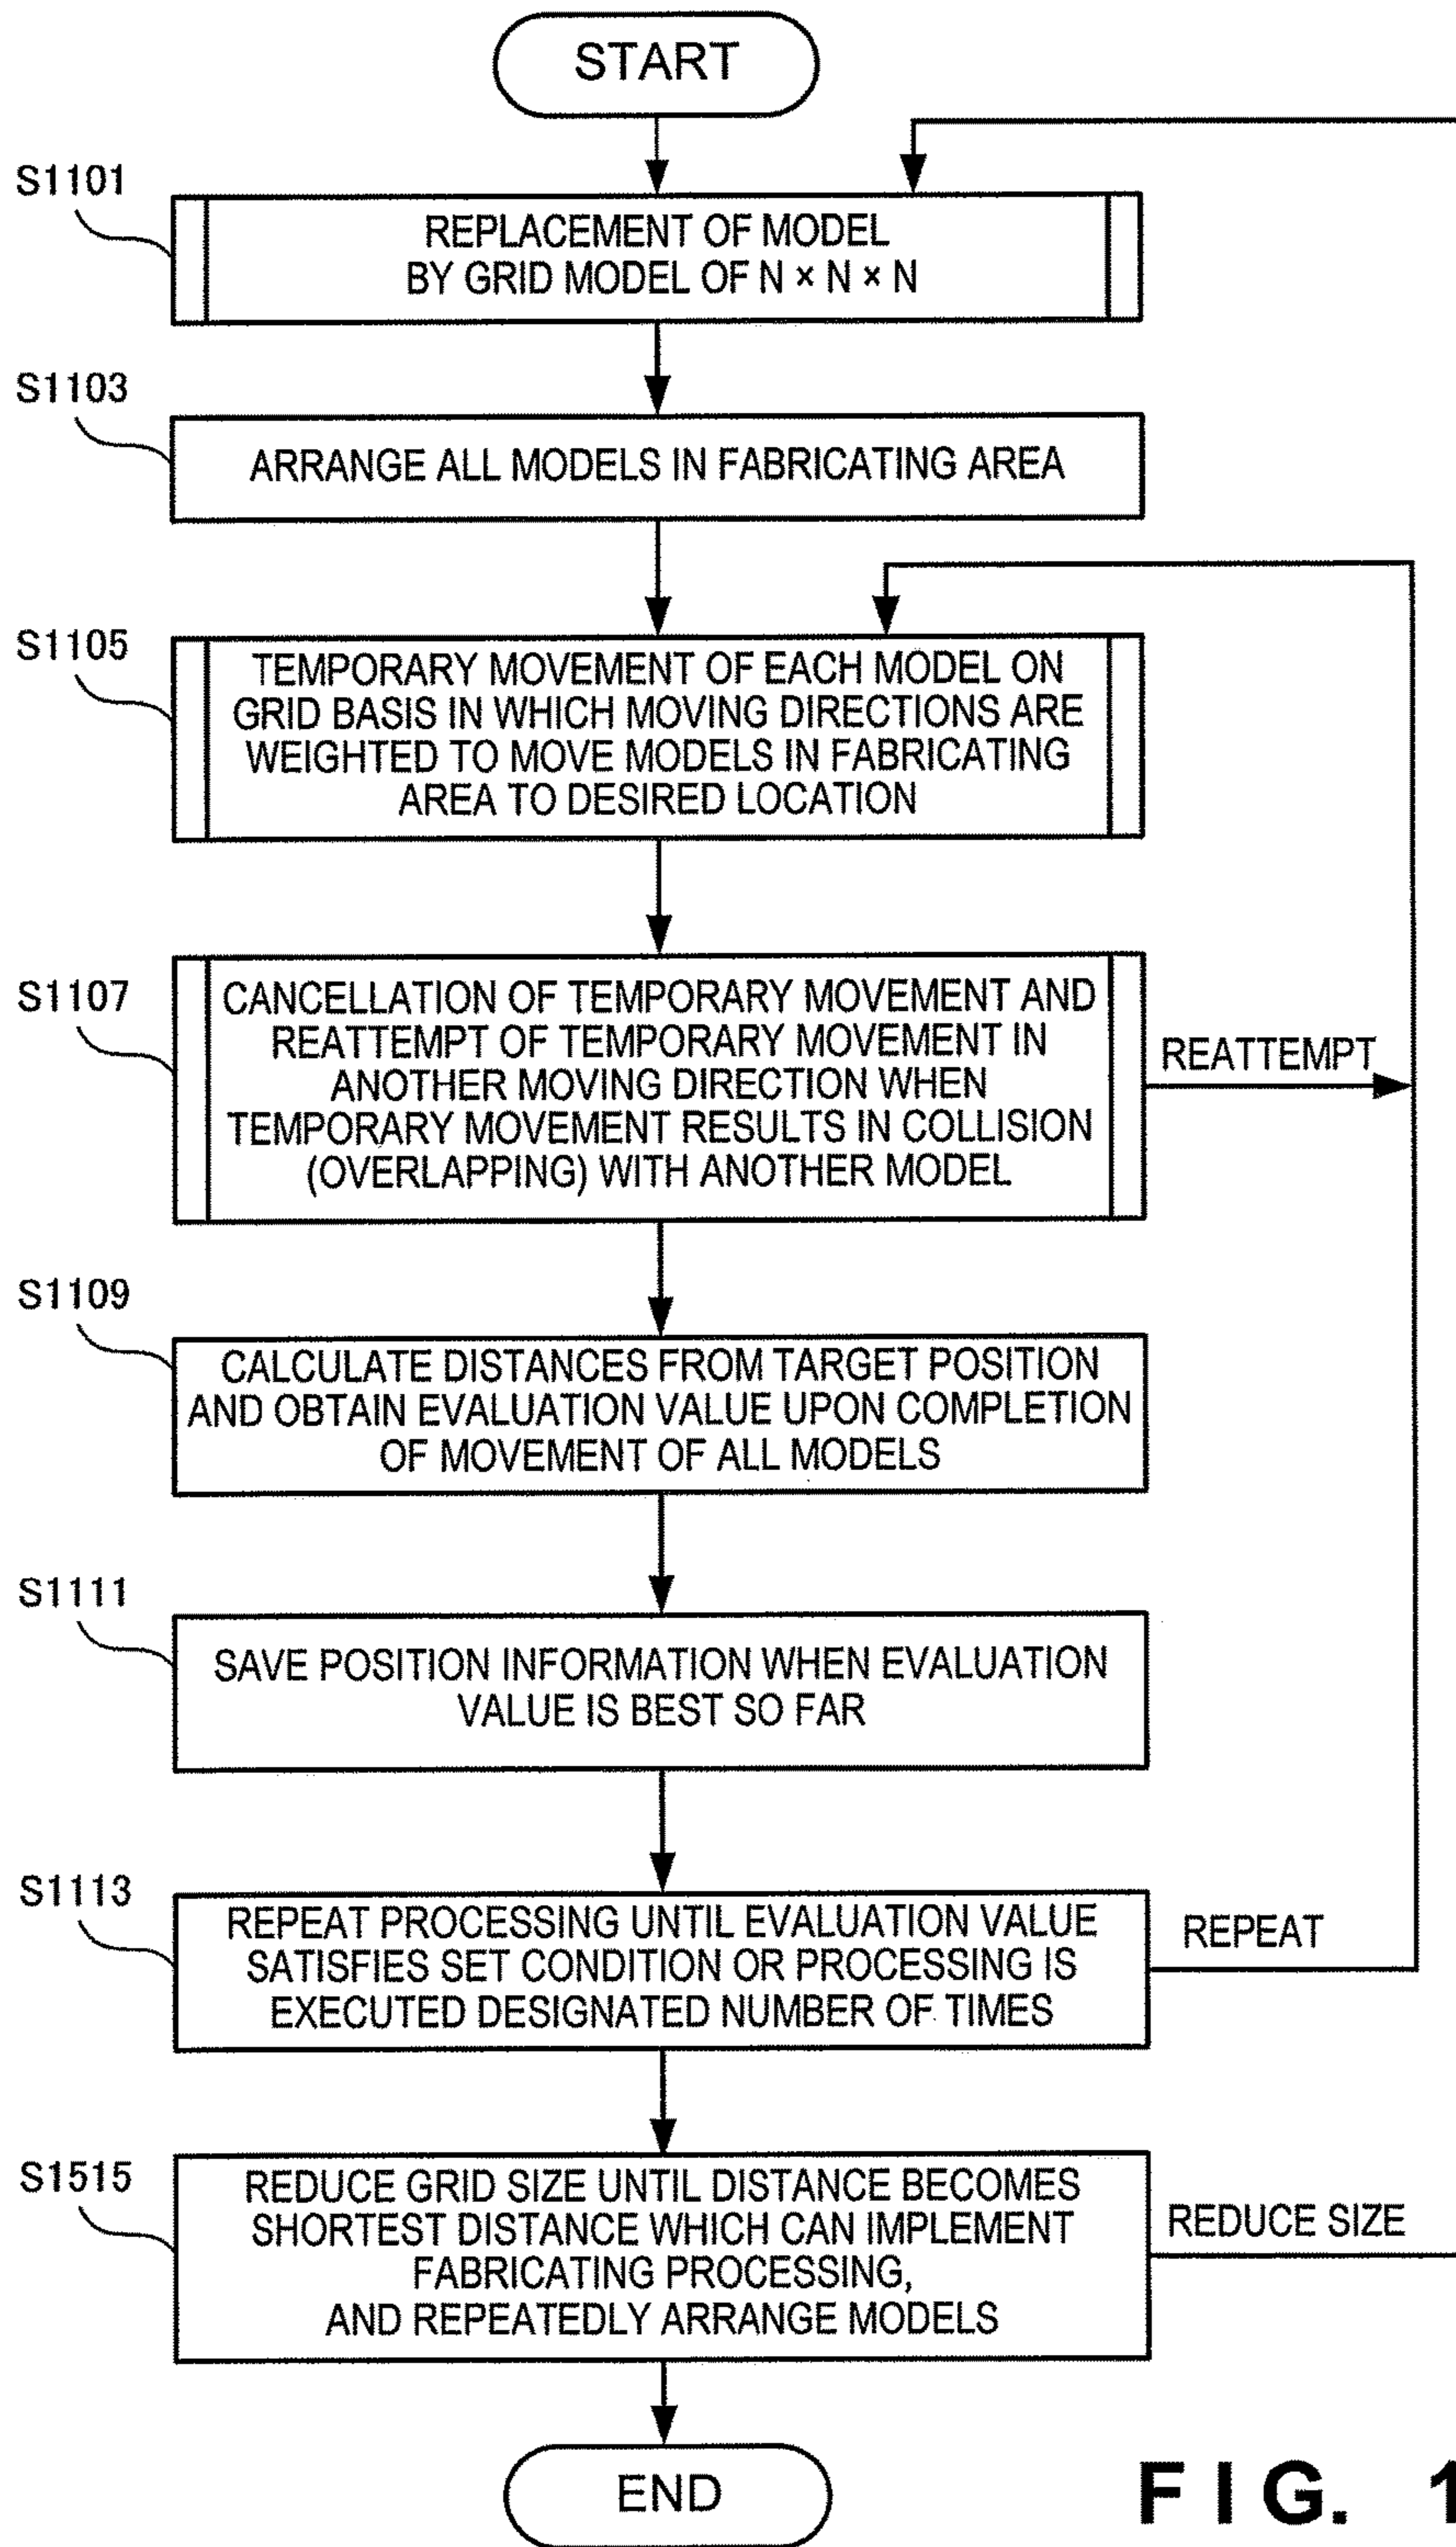 START
S1101
REPLACEMENT OF MODEL
BY GRID MODEL OF N × N × N
S1103
ARRANGE ALL MODELS IN FABRICATING AREA
S1105
TEMPORARY MOVEMENT OF EACH MODEL ON
GRID BASIS IN WHICH MOVING DIRECTIONS ARE
WEIGHTED TO MOVE MODELS IN FABRICATING
AREA TO DESIRED LOCATION
S1107
CANCELLATION OF TEMPORARY MOVEMENT AND
REATTEMPT OF TEMPORARY MOVEMENT IN
ANOTHER MOVING DIRECTION WHEN
TEMPORARY MOVEMENT RESULTS IN COLLISION
(OVERLAPPING) WITH ANOTHER MODEL
REATTEMPT
S1109
CALCULATE DISTANCES FROM TARGET POSITION
AND OBTAIN EVALUATION VALUE UPON COMPLETION
OF MOVEMENT OF ALL MODELS
S1111
SAVE POSITION INFORMATION WHEN EVALUATION
VALUE IS BEST SO FAR
S1113
REPEAT PROCESSING UNTIL EVALUATION VALUE
SATISFIES SET CONDITION OR PROCESSING IS
EXECUTED DESIGNATED NUMBER OF TIMES
REPEAT
S1515
REDUCE GRID SIZE UNTIL DISTANCE BECOMES
SHORTEST DISTANCE WHICH CAN IMPLEMENT
FABRICATING PROCESSING,
AND REPEATEDLY ARRANGE MODELS
REDUCE SIZE
END
FIG. 1